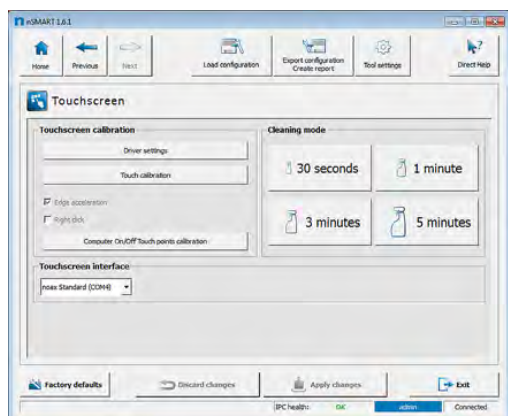 nSMART 1.6.1
Home
Previous
Next
Load configuration
Export configuration
Create report
Tool settings
Direct Help
Touchscreen
Touchscreen calibration
Driver settings
Touch calibration
Edge acceleration
Right click
Computer On/Off Touch points calibration
Cleaning mode
30 seconds
1 minute
3 minutes
5 minutes
Touchscreen interface
noax Standard (COM4)
Factory defaults
Discard changes
Apply changes
Exit
IPC health: OK
admin
Connected